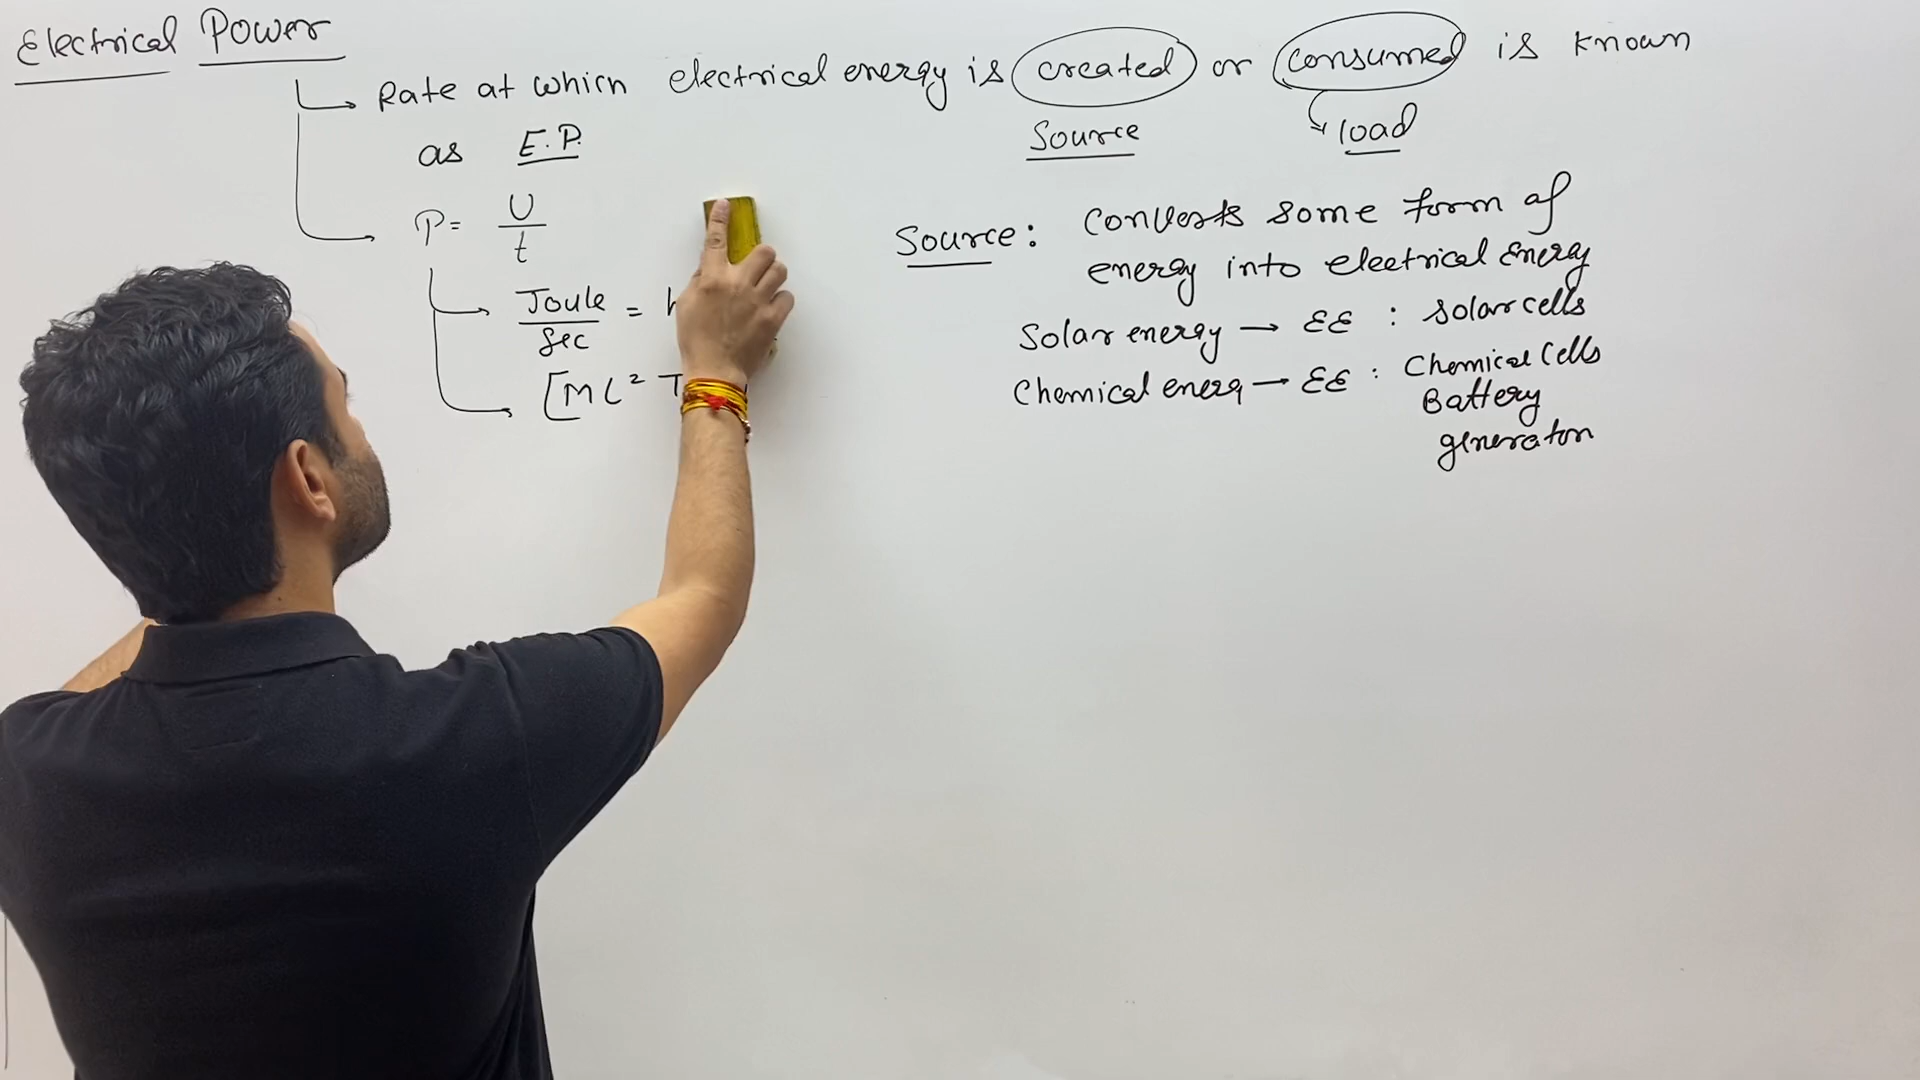 Electrical Power
Rate at which electrical energy is created or consumed is known
as E.P.
Source
load
P = U / t
Joule / Sec =
[ML² T
Source: Converts some form of
energy into electrical energy
Solar energy → EE : Solar cells
Chemical energy → EE : Chemical Cells
Battery
generator